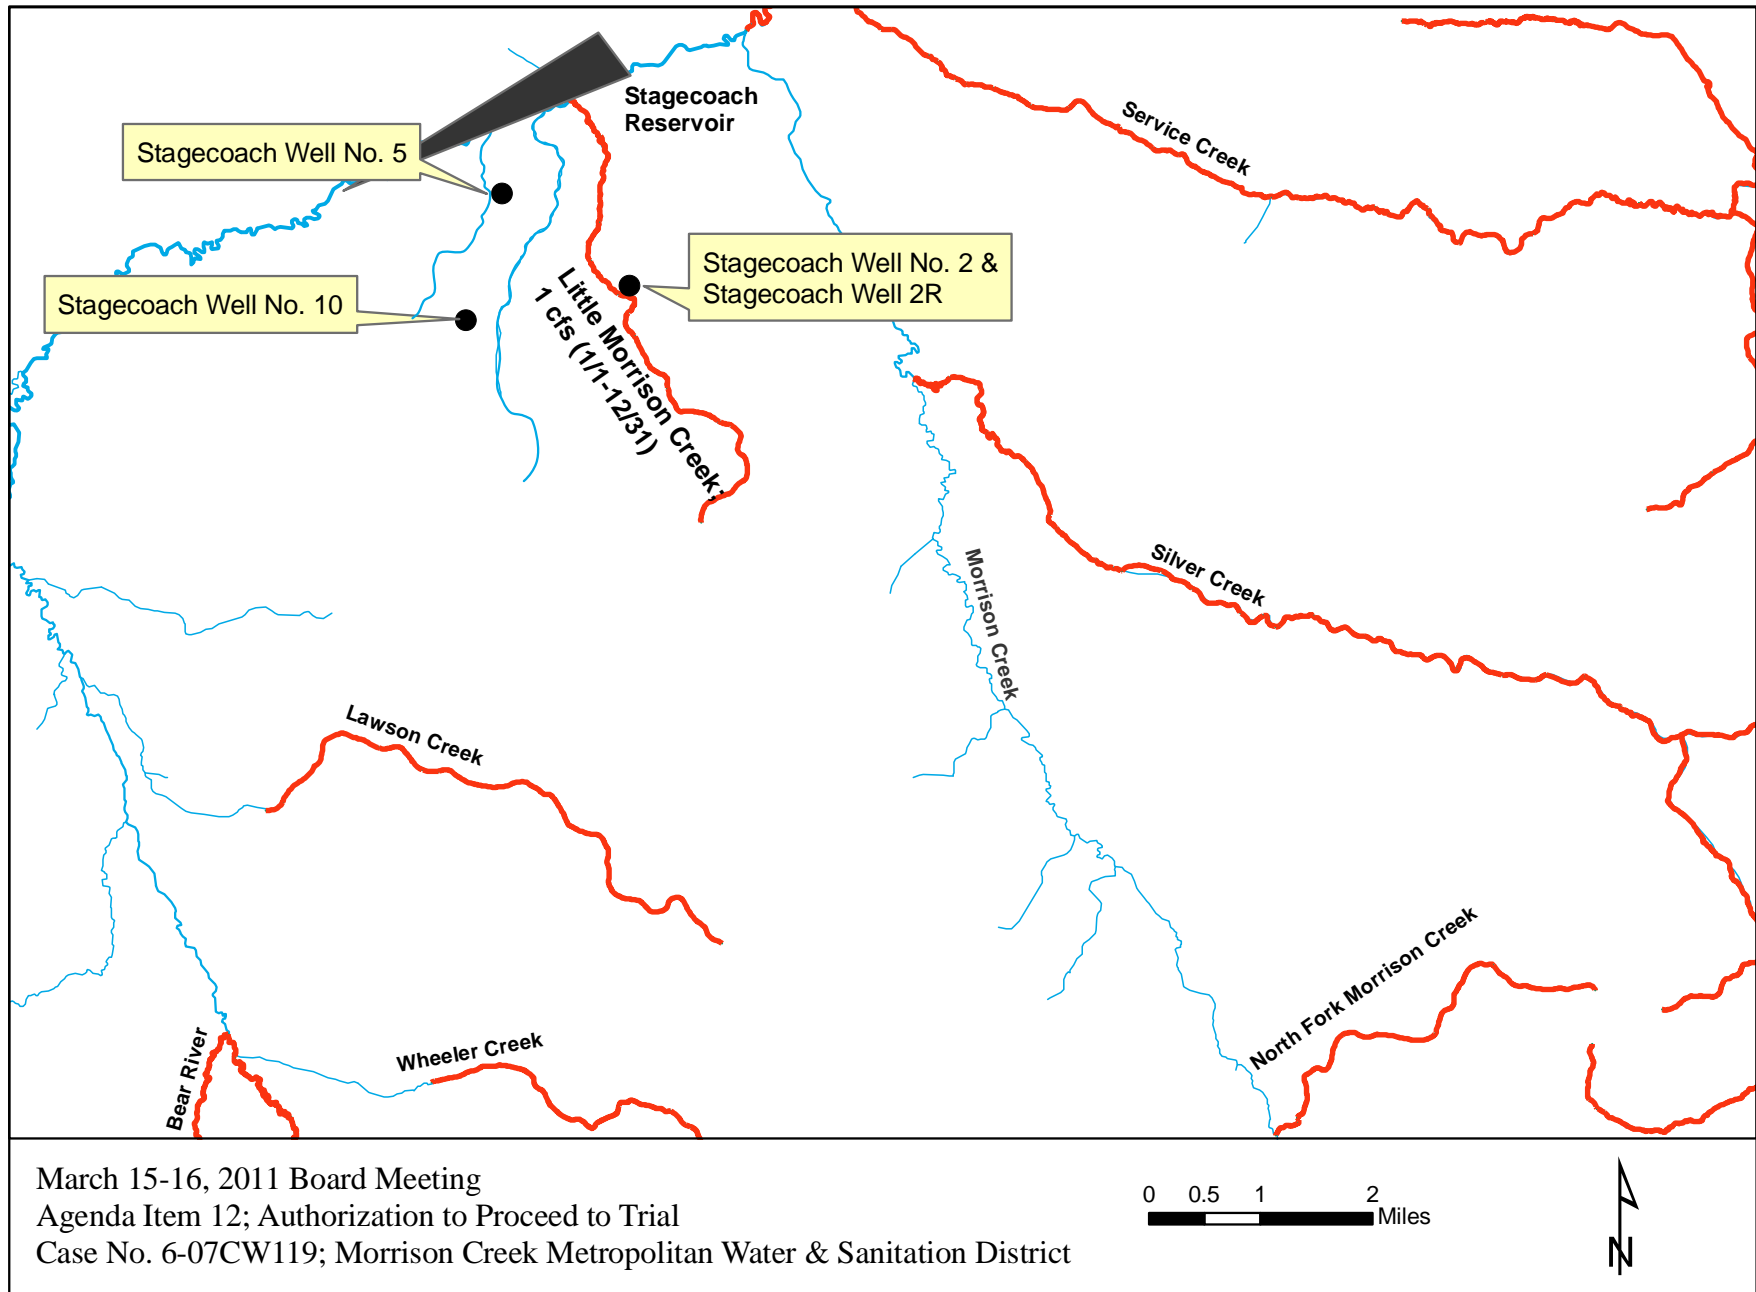 Stagecoach
Reservoir
Service Creek
Stagecoach Well No. 5
Stagecoach Well No. 2 &
Stagecoach Well 2R
Stagecoach Well No. 10
Little Morrison Creek;
1 cfs (1/1-12/31)
Silver Creek
Morrison Creek
Lawson Creek
North Fork Morrison Creek
Wheeler Creek
Bear River
March 15-16, 2011 Board Meeting
Agenda Item 12; Authorization to Proceed to Trial
Case No. 6-07CW119; Morrison Creek Metropolitan Water & Sanitation District
0 0.5 1 2
Miles
N